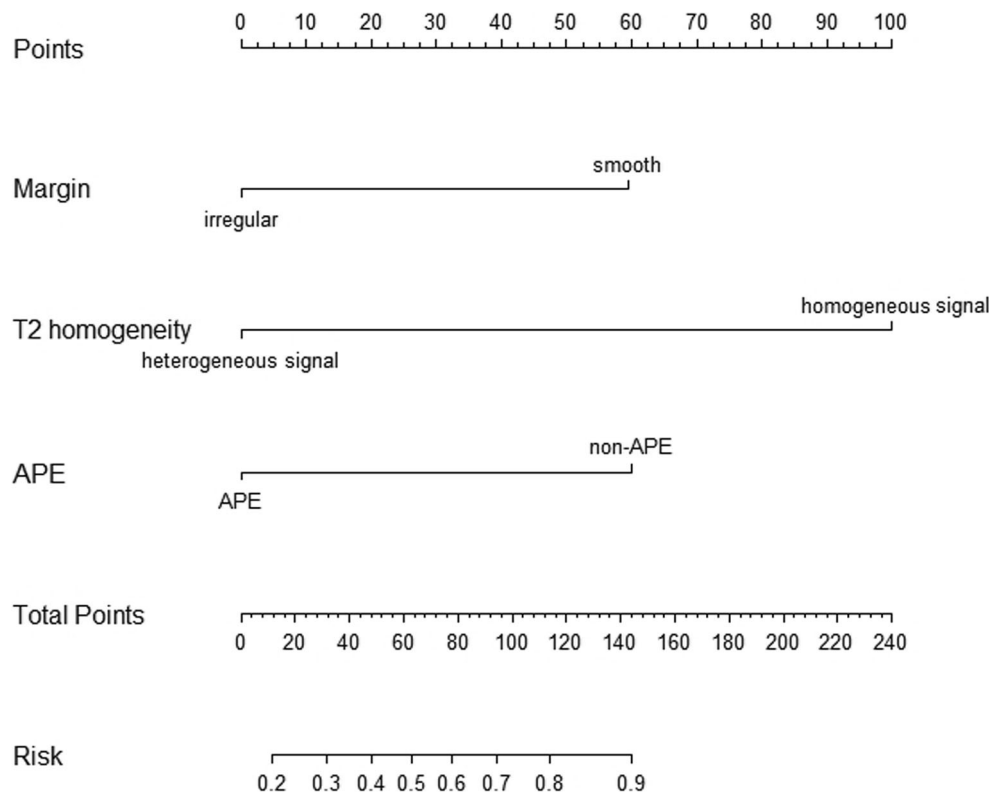 0 10 20 30 40 50 60 70 80 90 100
Points
smooth
Margin
irregular
homogeneous signal
T2 homogeneity
heterogeneous signal
non-APE
APE
APE
Total Points
0 20 40 60 80 100 120 140 160 180 200 220 240
Risk
0.2 0.3 0.4 0.5 0.6 0.7 0.8 0.9